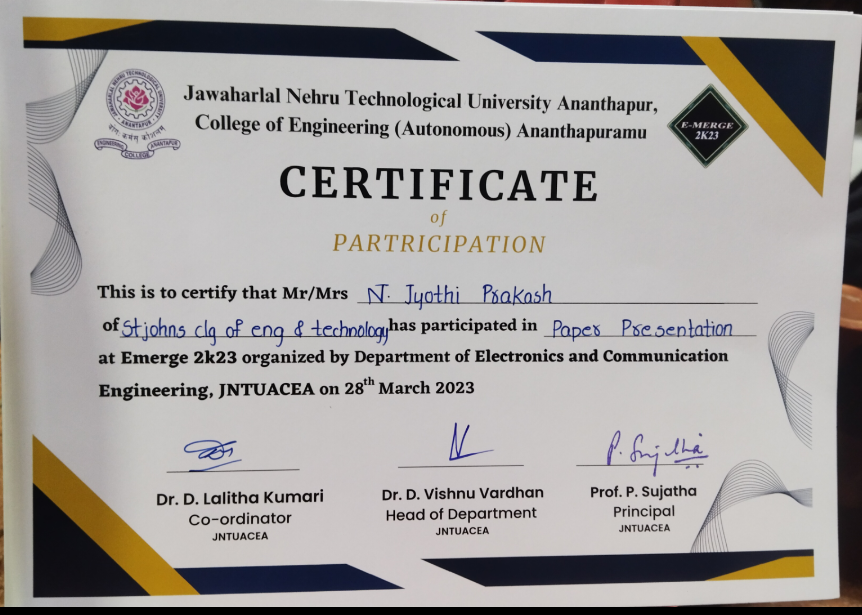 Jawaharlal Nehru Technological University Ananthapur,
College of Engineering (Autonomous) Ananthapuramu
JAWAHARLAL NEHRU TECHNOLOGICAL UNIVERSITY
ANANTAPUR
ENGINEERING COLLEGE ANANTAPUR
E-MERGE
2K23
CERTIFICATE
of
PARTRICIPATION
This is to certify that Mr/Mrs N. Jyothi Prakash
of St johns clg of eng & technology has participated in Paper Presentation
at Emerge 2k23 organized by Department of Electronics and Communication
Engineering, JNTUACEA on 28th March 2023
P. Sujatha
Dr. D. Lalitha Kumari
Co-ordinator
JNTUACEA
Dr. D. Vishnu Vardhan
Head of Department
JNTUACEA
Prof. P. Sujatha
Principal
JNTUACEA